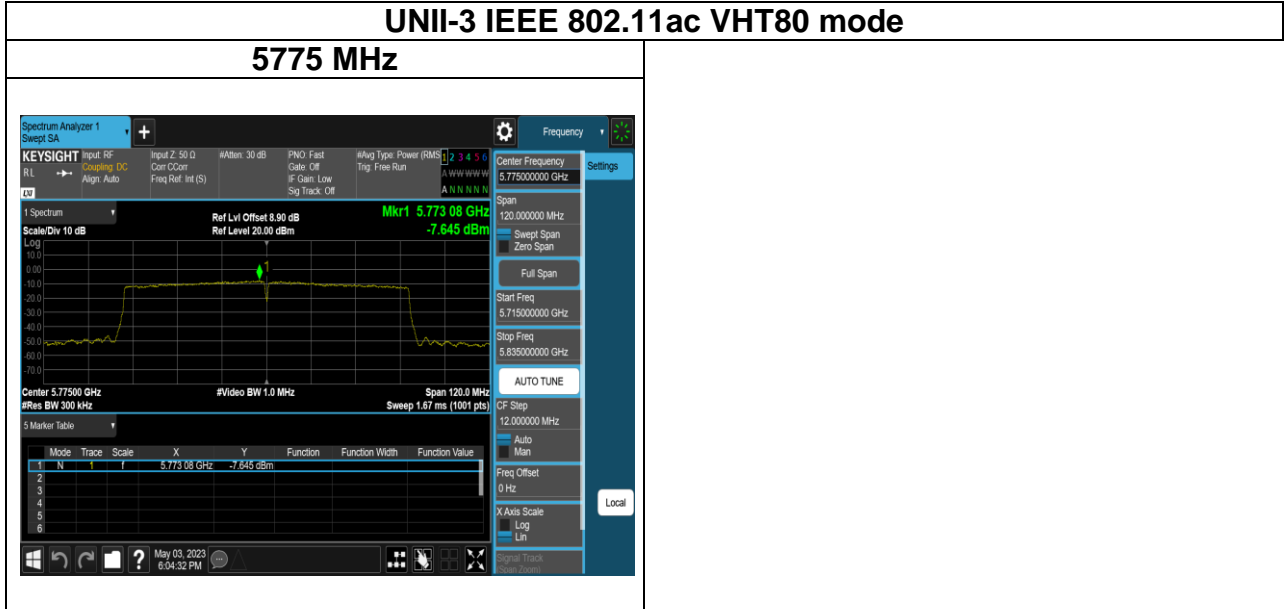 UNII-3 IEEE 802.11ac VHT80 mode
5775 MHz
Spectrum Analyzer 1
Swept SA
+
Frequency
KEYSIGHT
RL
LXI
Input: RF
Coupling: DC
Align: Auto
Input Z: 50 Ω
Corr CCorr
Freq Ref: Int (S)
#Atten: 30 dB
PNO: Fast
Gate: Off
IF Gain: Low
Sig Track: Off
#Avg Type: Power (RMS
Trig: Free Run
1 2 3 4 5 6
A W W W W W
A N N N N N
Center Frequency
5.775000000 GHz
Settings
Span
120.000000 MHz
Swept Span
Zero Span
Full Span
Start Freq
5.715000000 GHz
Stop Freq
5.835000000 GHz
AUTO TUNE
CF Step
12.000000 MHz
Auto
Man
Freq Offset
0 Hz
X Axis Scale
Log
Lin
Signal Track
(Span Zoom)
Local
1 Spectrum
Scale/Div 10 dB
Ref Lvl Offset 8.90 dB
Ref Level 20.00 dBm
Mkr1 5.773 08 GHz
-7.645 dBm
Log
10.0
0.00
-10.0
-20.0
-30.0
-40.0
-50.0
-60.0
-70.0
1
Center 5.77500 GHz
#Res BW 300 kHz
#Video BW 1.0 MHz
Span 120.0 MHz
Sweep 1.67 ms (1001 pts)
5 Marker Table
Mode Trace Scale X Y Function Function Width Function Value
1 N 1 f 5.773 08 GHz -7.645 dBm
2
3
4
5
6
?
May 03, 2023
6:04:32 PM